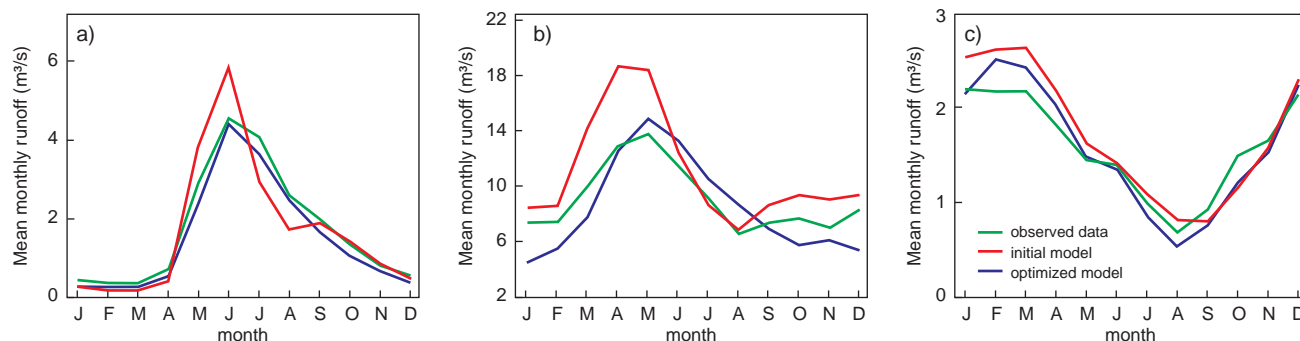 a)
Mean monthly runoff (m³/s)
6
4
2
0
J F M A M J J A S O N D
month
b)
Mean monthly runoff (m³/s)
22
18
14
10
6
2
J F M A M J J A S O N D
month
c)
Mean monthly runoff (m³/s)
3
2
1
0
observed data
initial model
optimized model
J F M A M J J A S O N D
month